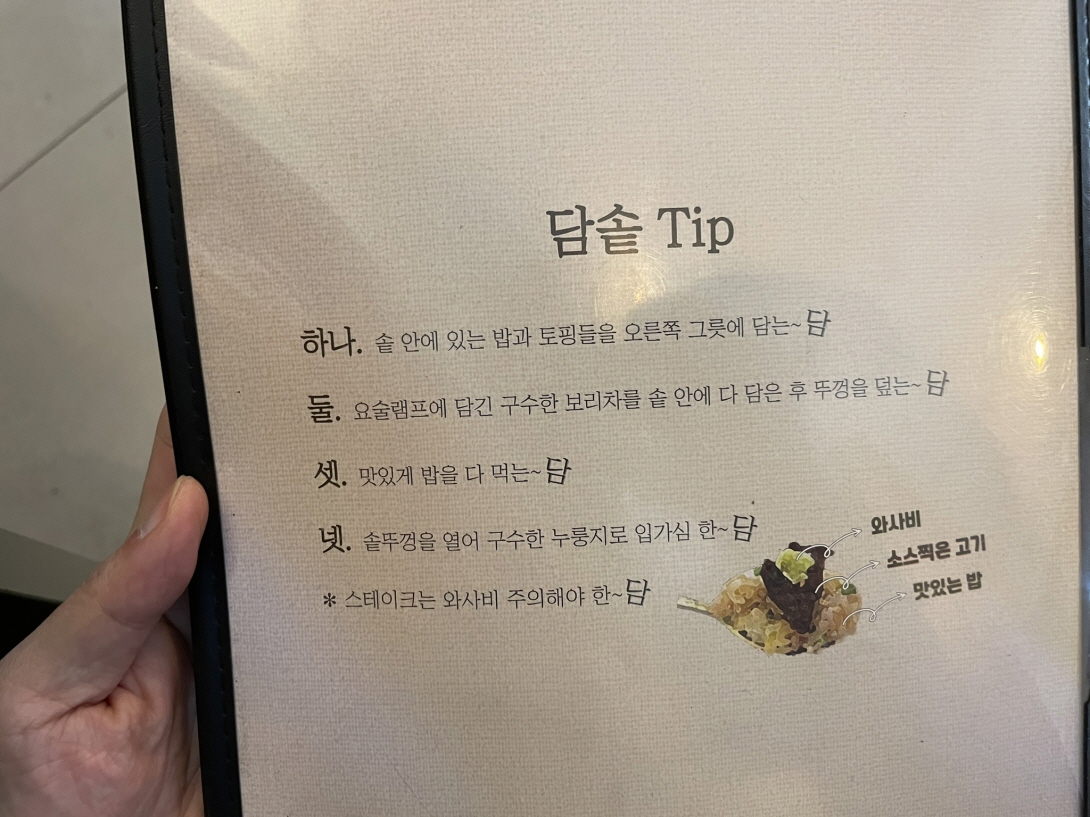 담솥 Tip
하나. 솥 안에 있는 밥과 토핑들을 오른쪽 그릇에 담는~담
둘. 요술램프에 담긴 구수한 보리차를 솥 안에 다 담은 후 뚜껑을 덮는~담
셋. 맛있게 밥을 다 먹는~담
넷. 솥뚜껑을 열어 구수한 누룽지로 입가심 한~담
* 스테이크는 와사비 주의해야 한~담
와사비
소스찍은 고기
맛있는 밥